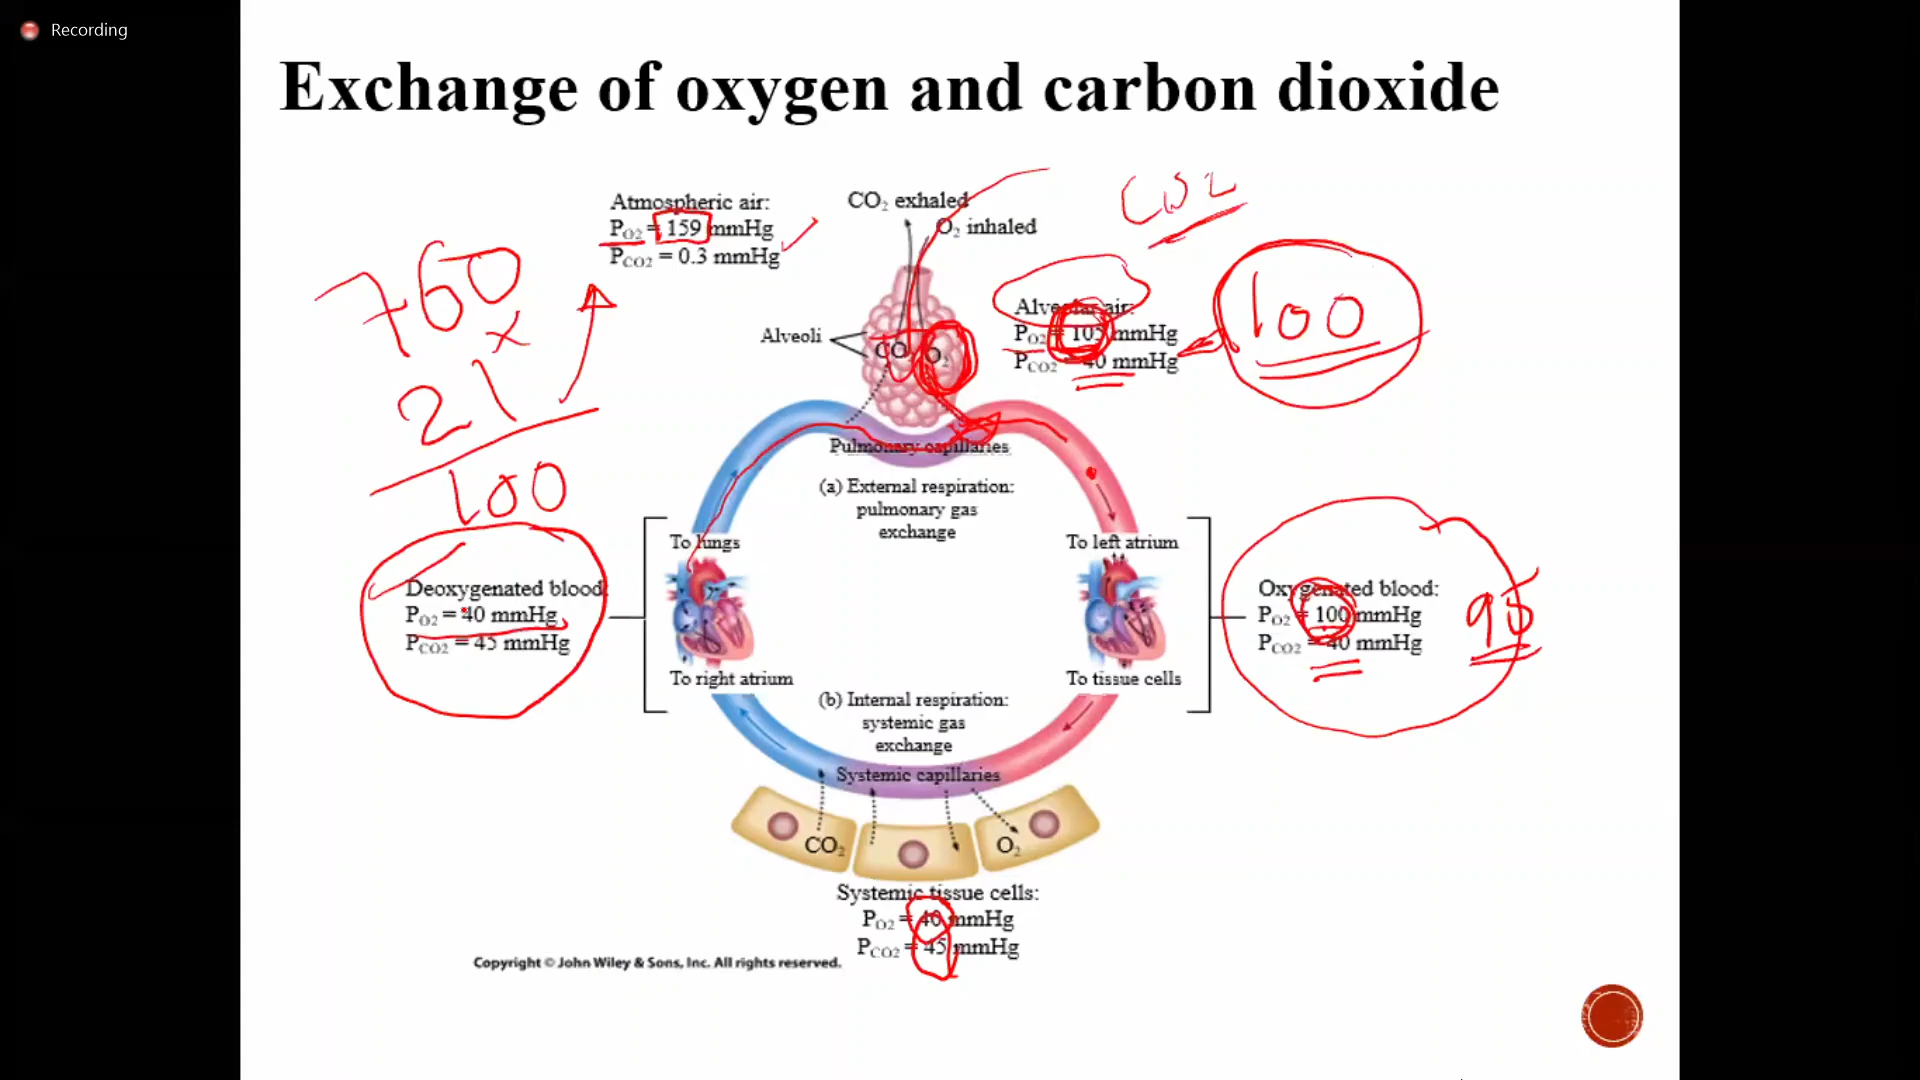 Recording
Exchange of oxygen and carbon dioxide
Atmospheric air:
PO2 = 159 mmHg
PCO2 = 0.3 mmHg
CO2 exhaled
O2 inhaled
CO2
760
x
21
100
Alveolar air:
PO2 = 105 mmHg
PCO2 = 40 mmHg
100
Alveoli
CO2
O2
Pulmonary capillaries
(a) External respiration:
pulmonary gas
exchange
To lungs
To left atrium
Deoxygenated blood:
PO2 = 40 mmHg
PCO2 = 45 mmHg
Oxygenated blood:
PO2 = 100 mmHg
PCO2 = 40 mmHg
95
To right atrium
To tissue cells
(b) Internal respiration:
systemic gas
exchange
Systemic capillaries
CO2
O2
Systemic tissue cells:
PO2 = 40 mmHg
PCO2 = 45 mmHg
Copyright © John Wiley & Sons, Inc. All rights reserved.